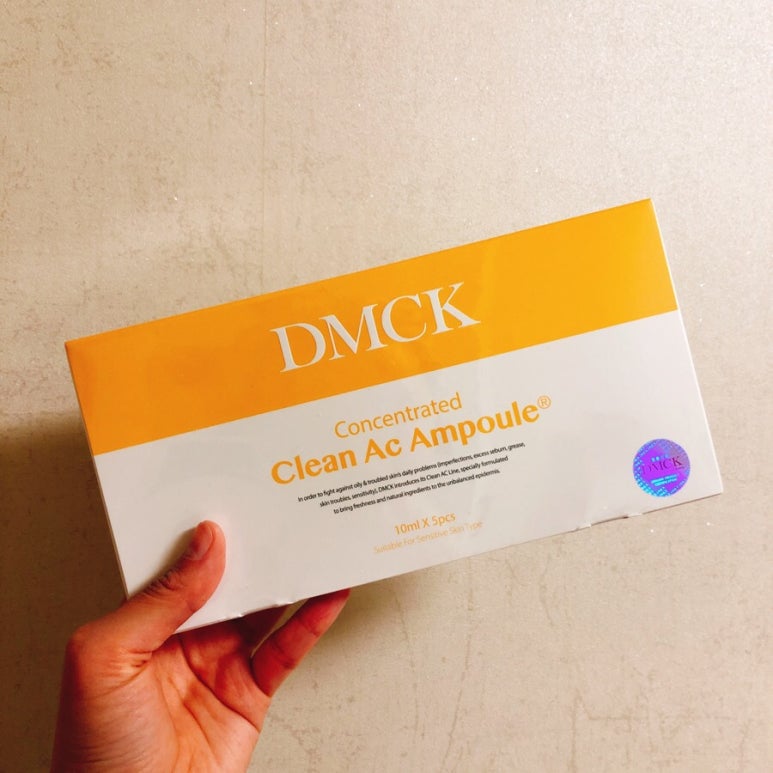 DMCK
Concentrated
Clean Ac Ampoule®
In order to fight against oily & troubled skin's daily problems (imperfections, excess sebum, grease,
skin troubles, sensitivity), DMCK introduces its Clean AC Line, specially formulated
to bring freshness and natural ingredients to the unbalanced epidermis.
10ml X 5pcs
Suitable For Sensitive Skin Type
DMCK